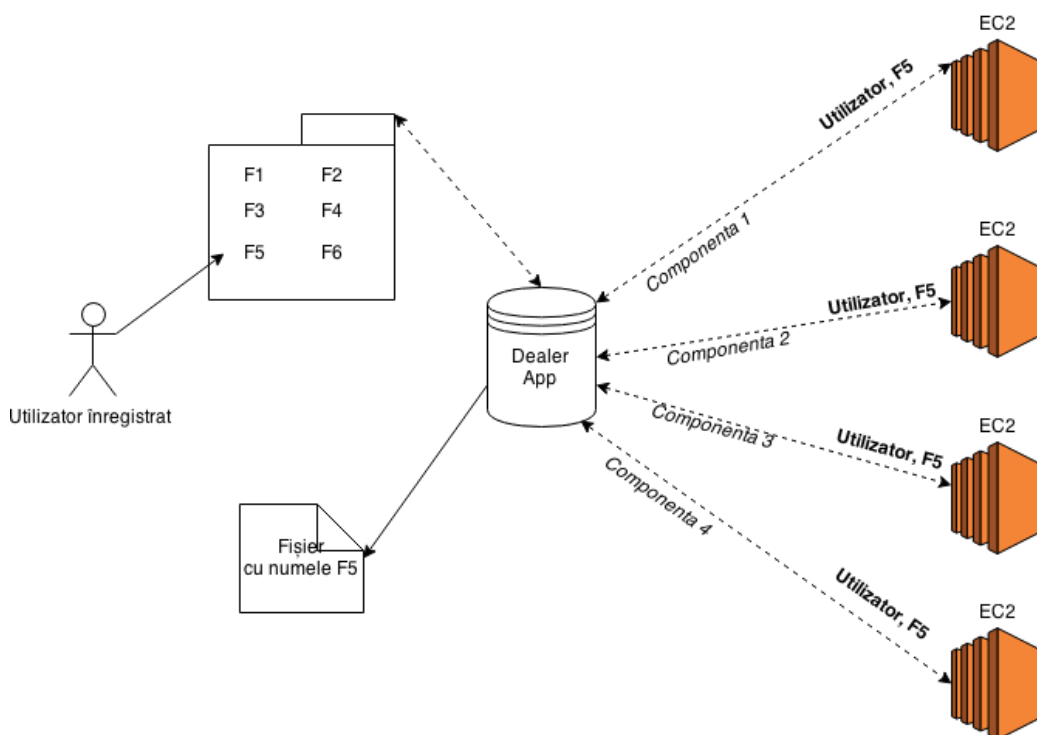 EC2
Utilizator, F5
Componenta 1
F1 F2
F3 F4
F5 F6
EC2
Utilizator, F5
Componenta 2
Dealer
App
Utilizator înregistrat
EC2
Utilizator, F5
Componenta 3
Componenta 4
Fișier
cu numele F5
EC2
Utilizator, F5